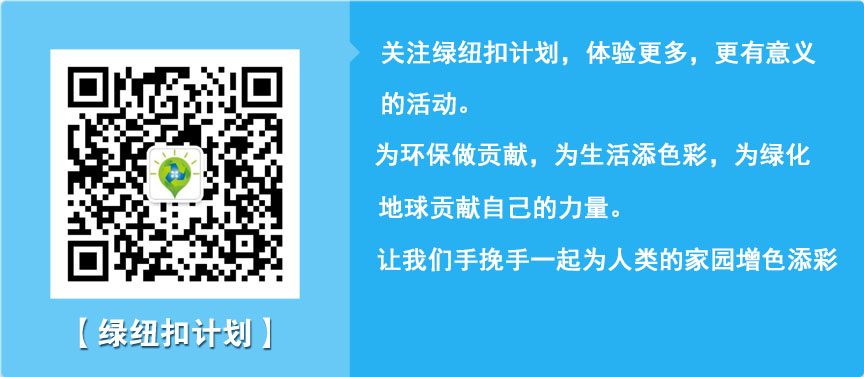 关注绿纽扣计划，体验更多，更有意义
的活动。
为环保做贡献，为生活添色彩，为绿化
地球贡献自己的力量。
让我们手挽手一起为人类的家园增色添彩
【绿纽扣计划】